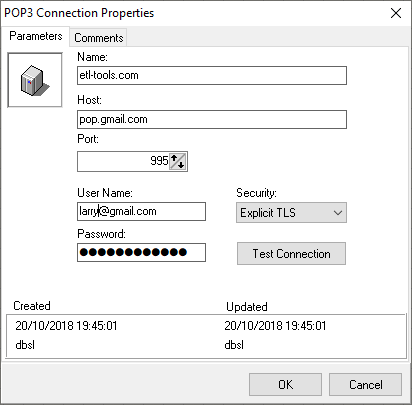 POP3 Connection Properties
Parameters Comments
Name:
etl-tools.com
Host:
pop.gmail.com
Port:
995
User Name: Security:
larry@gmail.com Explicit TLS
Password:
●●●●●●●●●●●● Test Connection
Created Updated
20/10/2018 19:45:01 20/10/2018 19:45:01
dbsl dbsl
OK Cancel